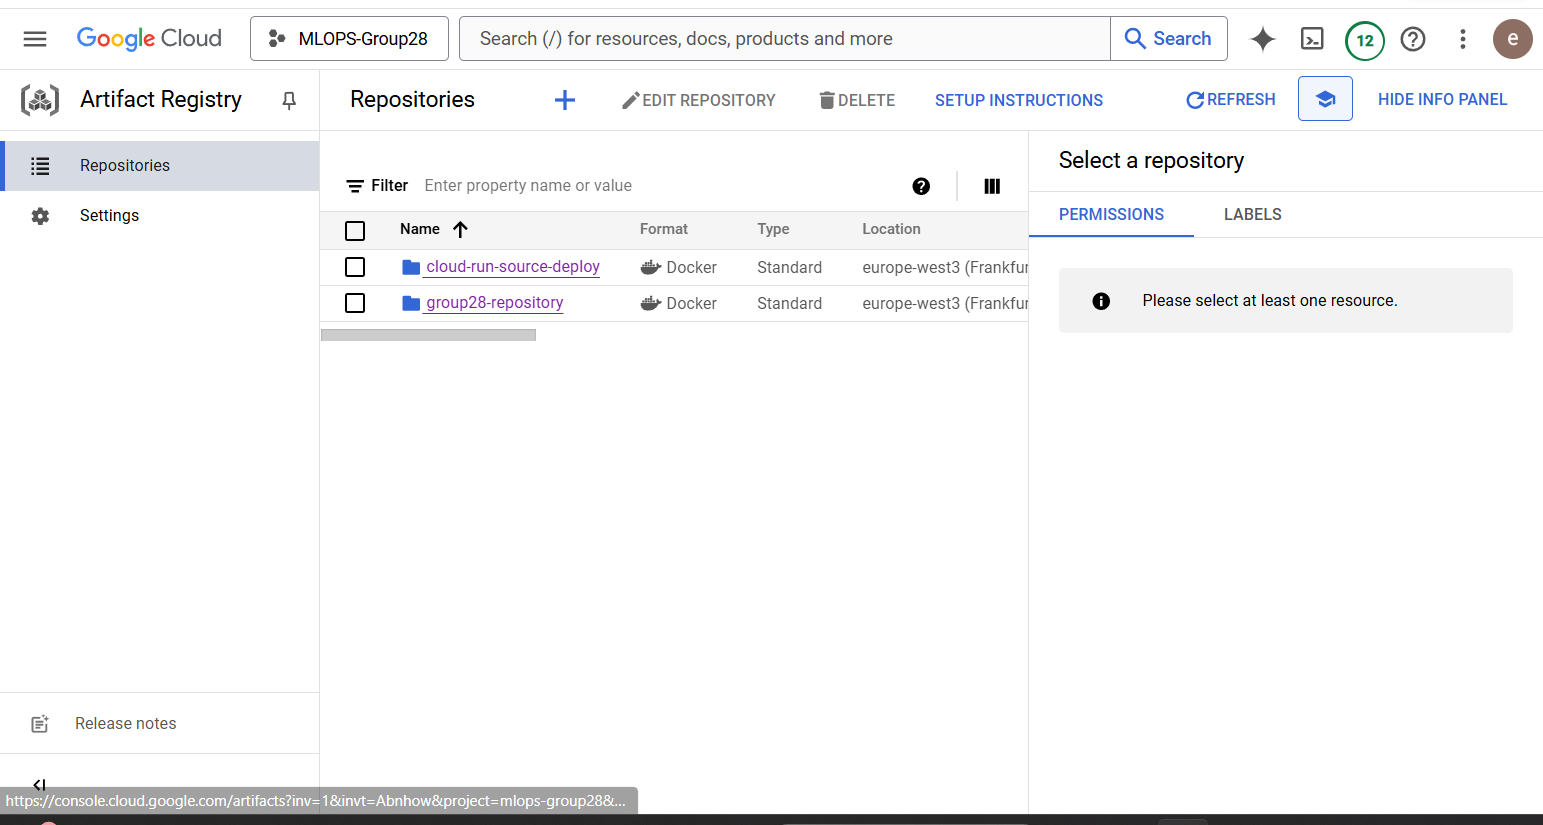 Google Cloud
MLOPS-Group28
Search (/) for resources, docs, products and more
Search
12
e
Artifact Registry
Repositories
EDIT REPOSITORY
DELETE
SETUP INSTRUCTIONS
REFRESH
HIDE INFO PANEL
Repositories
Settings
Filter
Enter property name or value
Name
Format
Type
Location
cloud-run-source-deploy
Docker
Standard
europe-west3 (Frankfur
group28-repository
Docker
Standard
europe-west3 (Frankfur
Select a repository
PERMISSIONS
LABELS
Please select at least one resource.
Release notes
https://console.cloud.google.com/artifacts?inv=1&invt=Abnhow&project=mlops-group28&...